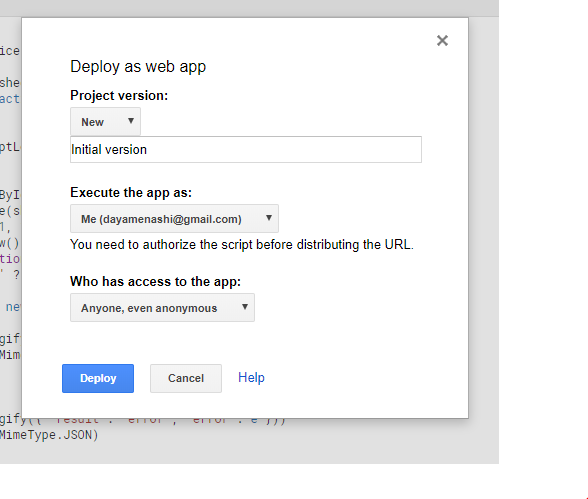 Deploy as web app
Project version:
New
Initial version
Execute the app as:
Me (dayamenashi@gmail.com)
You need to authorize the script before distributing the URL.
Who has access to the app:
Anyone, even anonymous
Deploy
Cancel
Help
ice
she
act
ptL
ByI
e(s
1,
w()
tio
' ?
ne
gif
Mim
gify({ "result": "error", "error": e }))
MimeType.JSON)